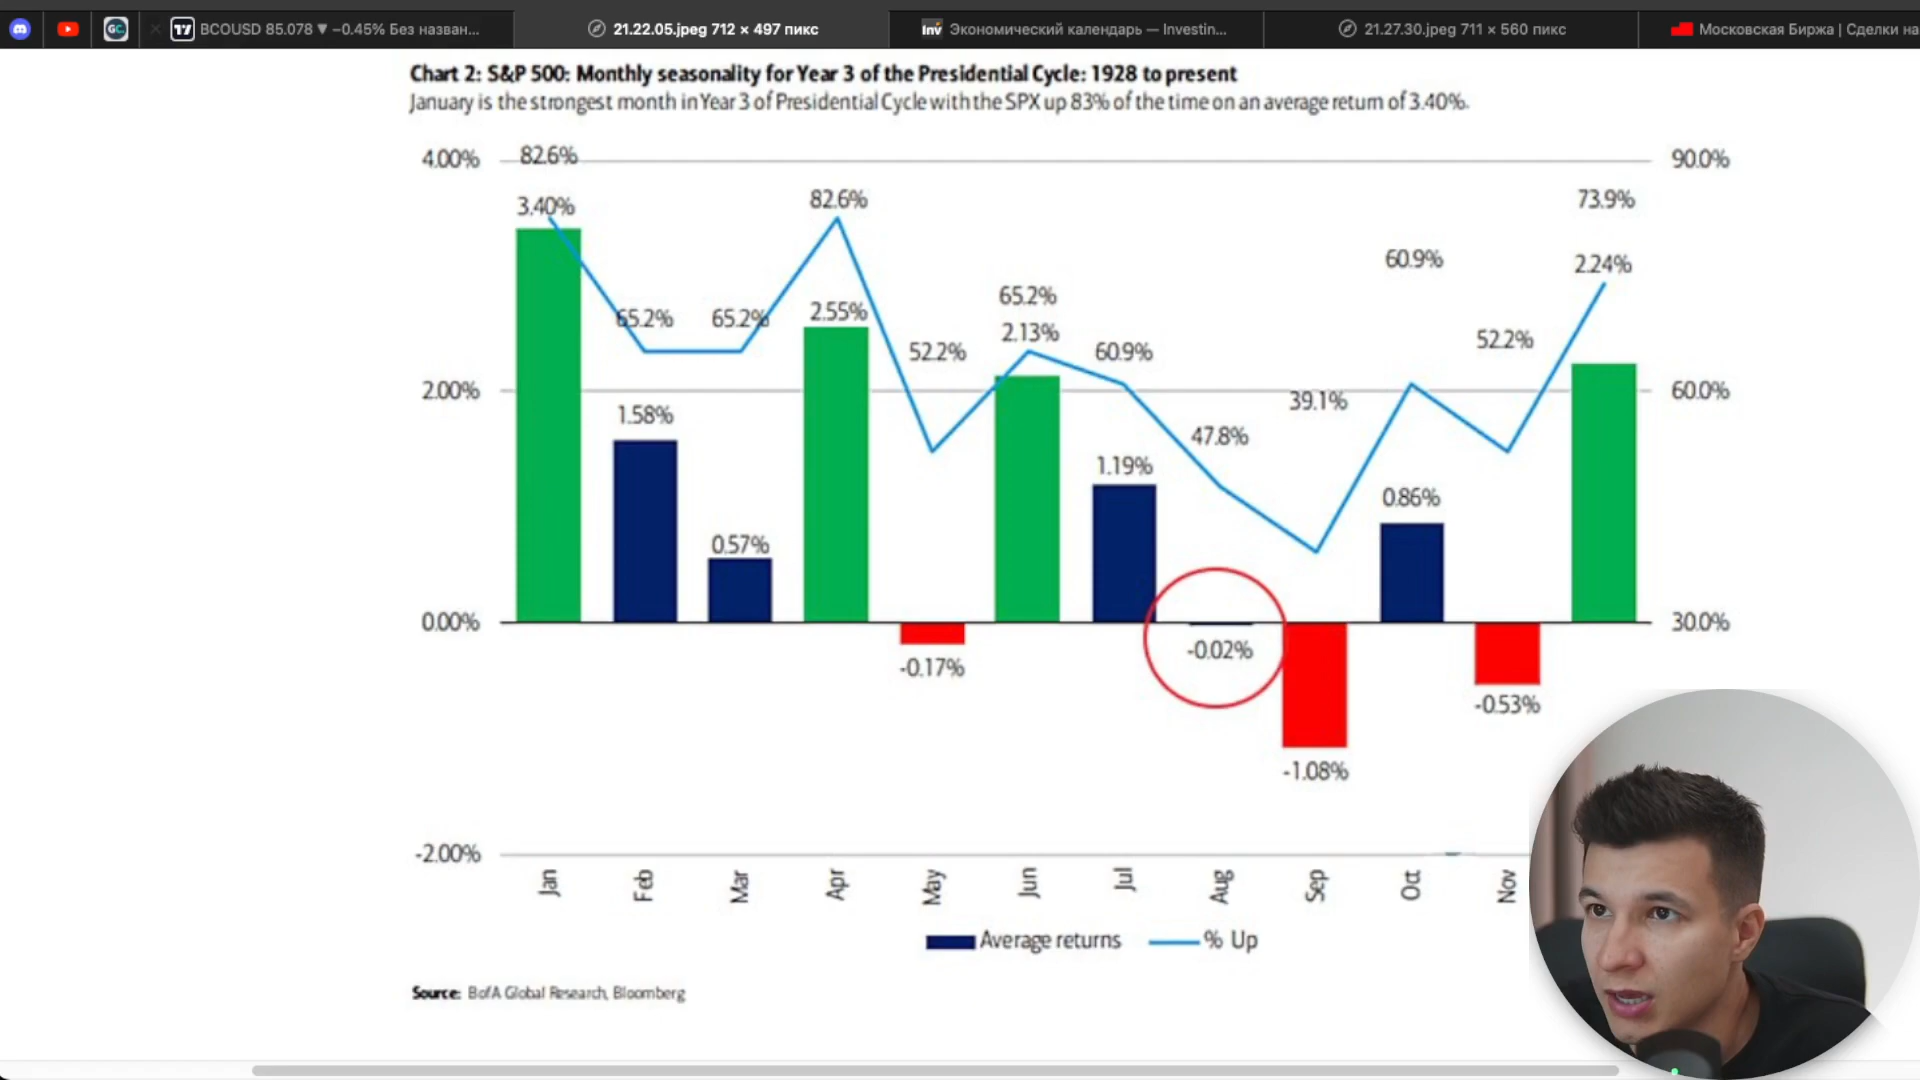 BCOUSD 85.078 ▼ −0.45% Без назван...
21.22.05.jpeg 712 × 497 пикс
Inv Экономический календарь — Investin...
21.27.30.jpeg 711 × 560 пикс
Московская Биржа | Сделки на
Chart 2: S&P 500: Monthly seasonality for Year 3 of the Presidential Cycle: 1928 to present
January is the strongest month in Year 3 of Presidential Cycle with the SPX up 83% of the time on an average return of 3.40%.
4.00% 82.6% 90.0%
3.40% 82.6% 73.9%
65.2% 65.2% 2.55% 52.2% 65.2% 2.13% 60.9% 60.9% 52.2% 2.24%
2.00% 60.0%
1.58% 47.8% 39.1%
0.57% 1.19% 0.86%
0.00% 30.0%
-0.17% -0.02% -0.53%
-1.08%
-2.00%
Jan Feb Mar Apr May Jun Jul Aug Sep Oct Nov
Average returns % Up
Source: BofA Global Research, Bloomberg